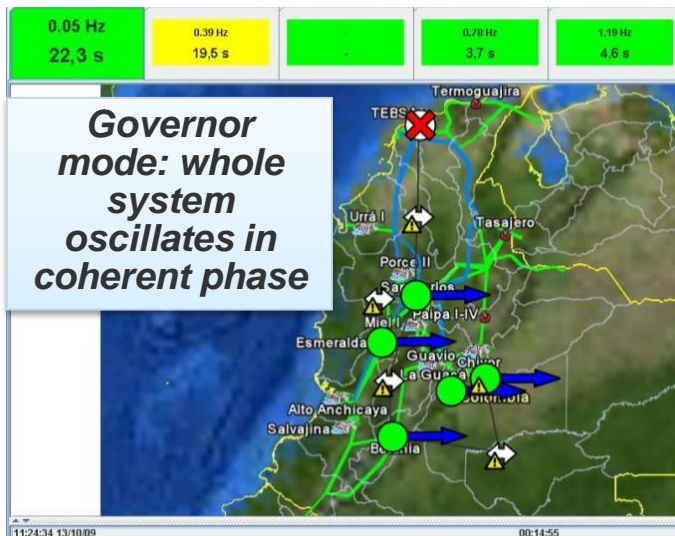 0.05 Hz
22,3 s
0.39 Hz
19,5 s
-
-
0.78 Hz
3,7 s
1.19 Hz
4,6 s
Governor
mode: whole
system
oscillates in
coherent phase
Termoguajira
Urrá I
Tasajero
Porce II
Miel I
Paipa I-IV
Esmeralda
Guavio
Chivor
La Guaca
Colombia
Alto Anchicaya
Salvajina
11:24:34 13/10/09
00:14:55